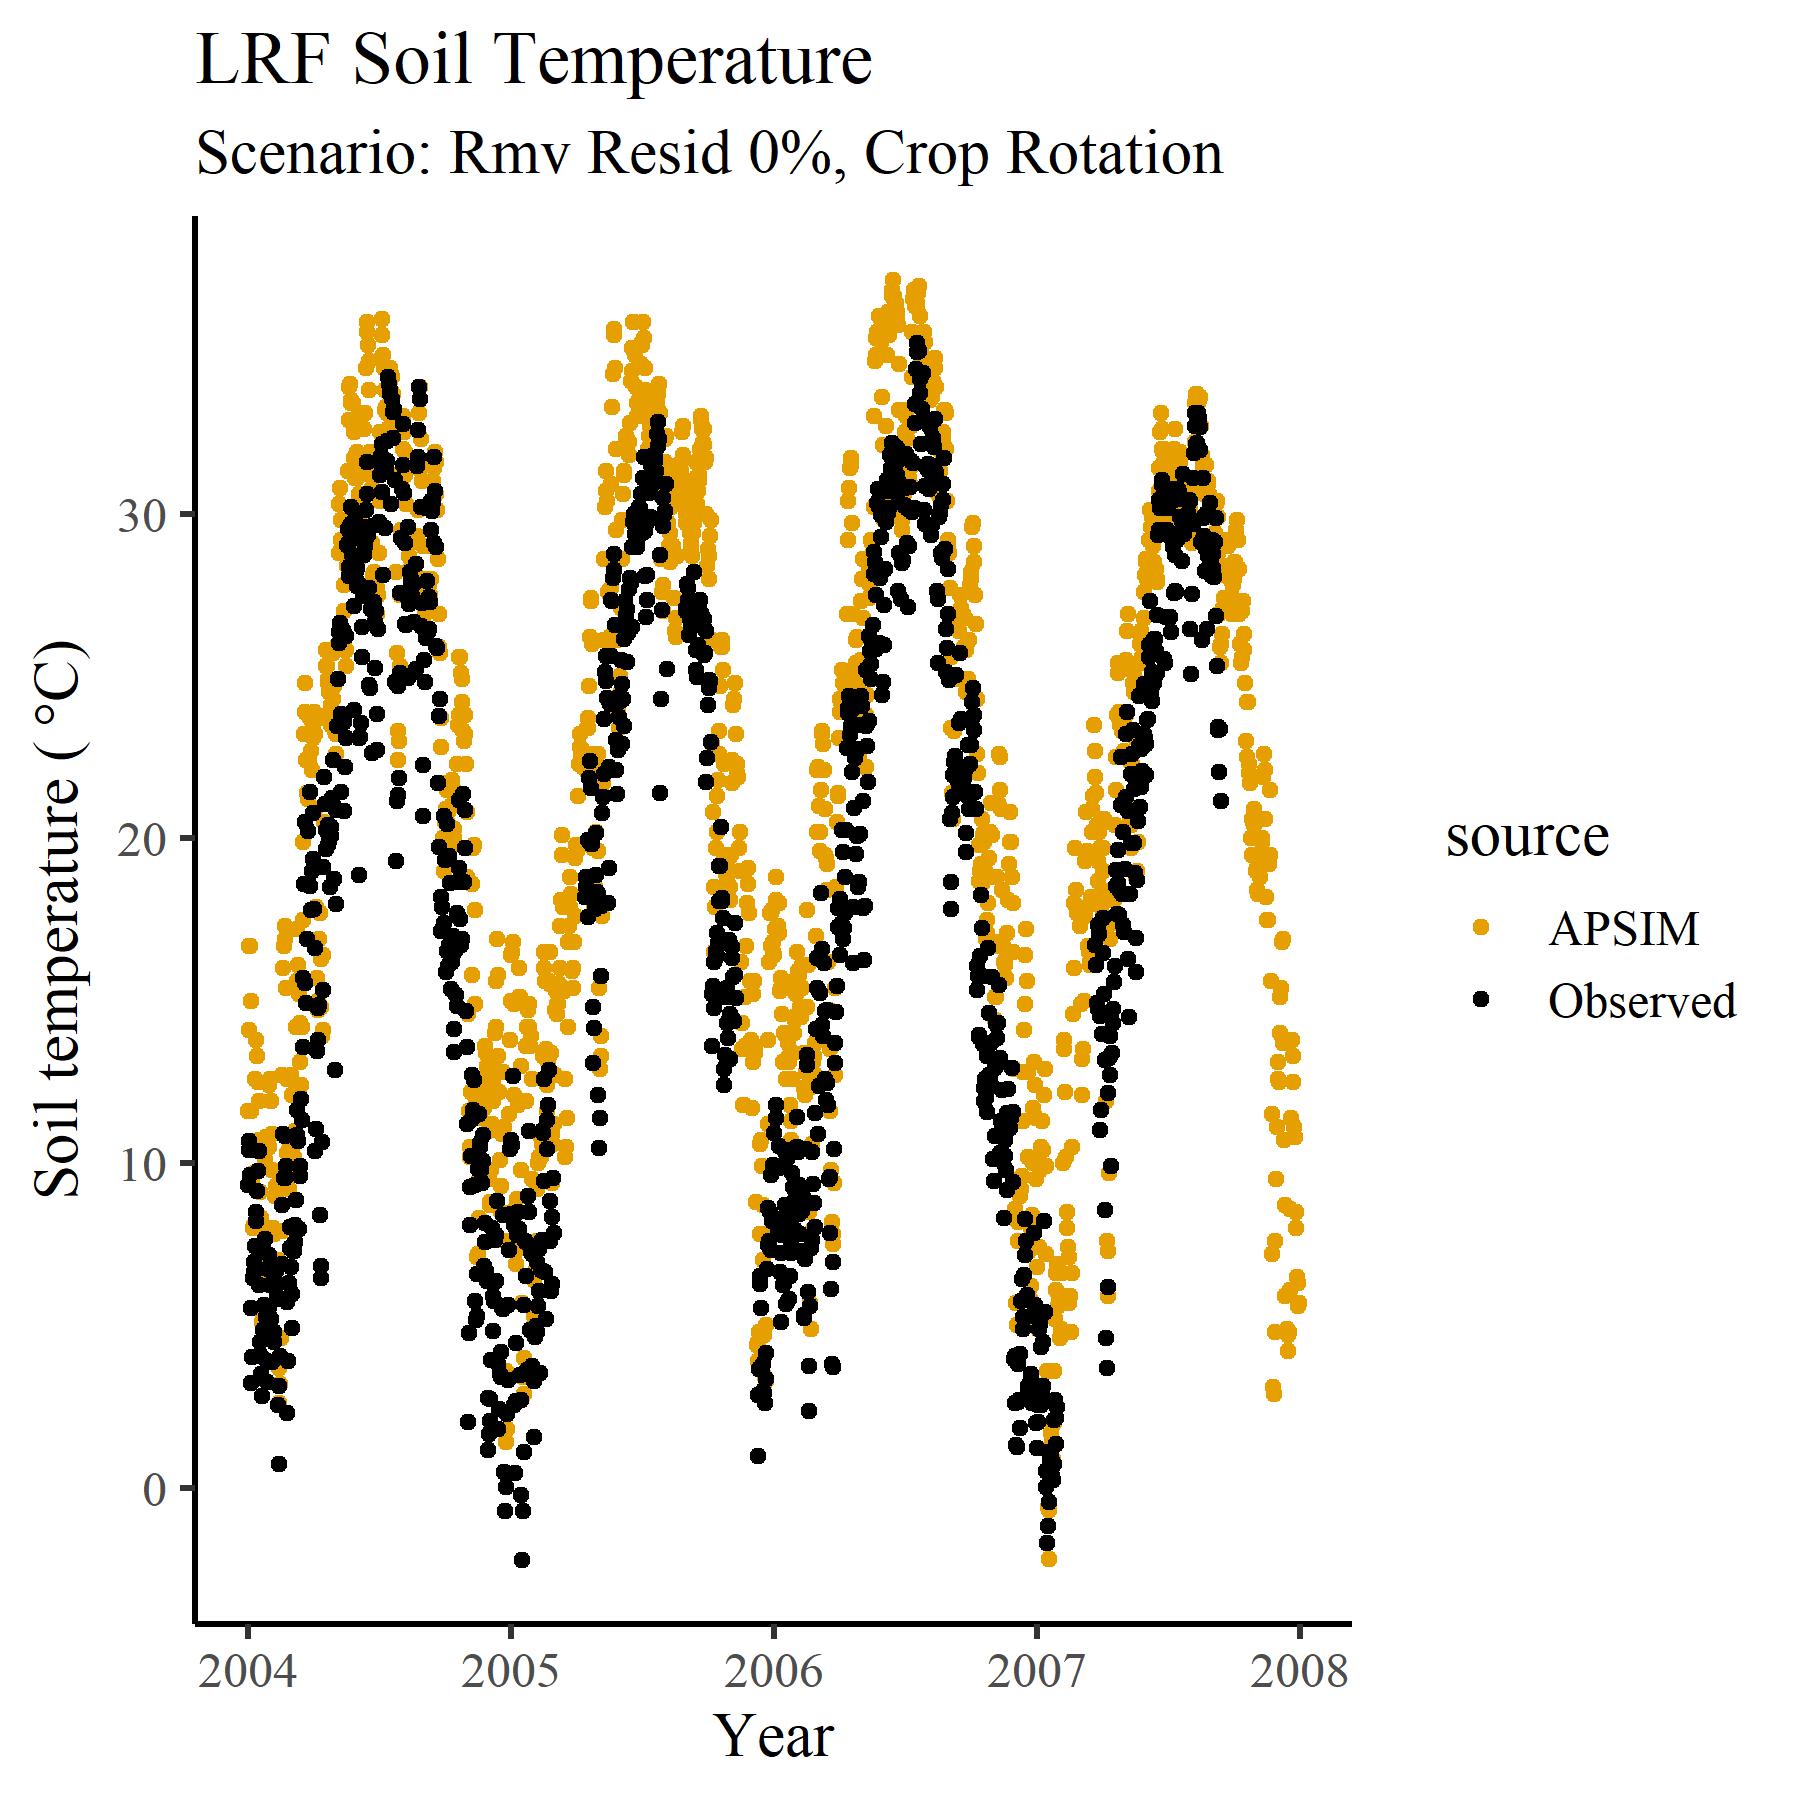 LRF Soil Temperature
Scenario: Rmv Resid 0%, Crop Rotation
Soil temperature ( °C)
30
20
10
0
2004 2005 2006 2007 2008
Year
source
APSIM
Observed